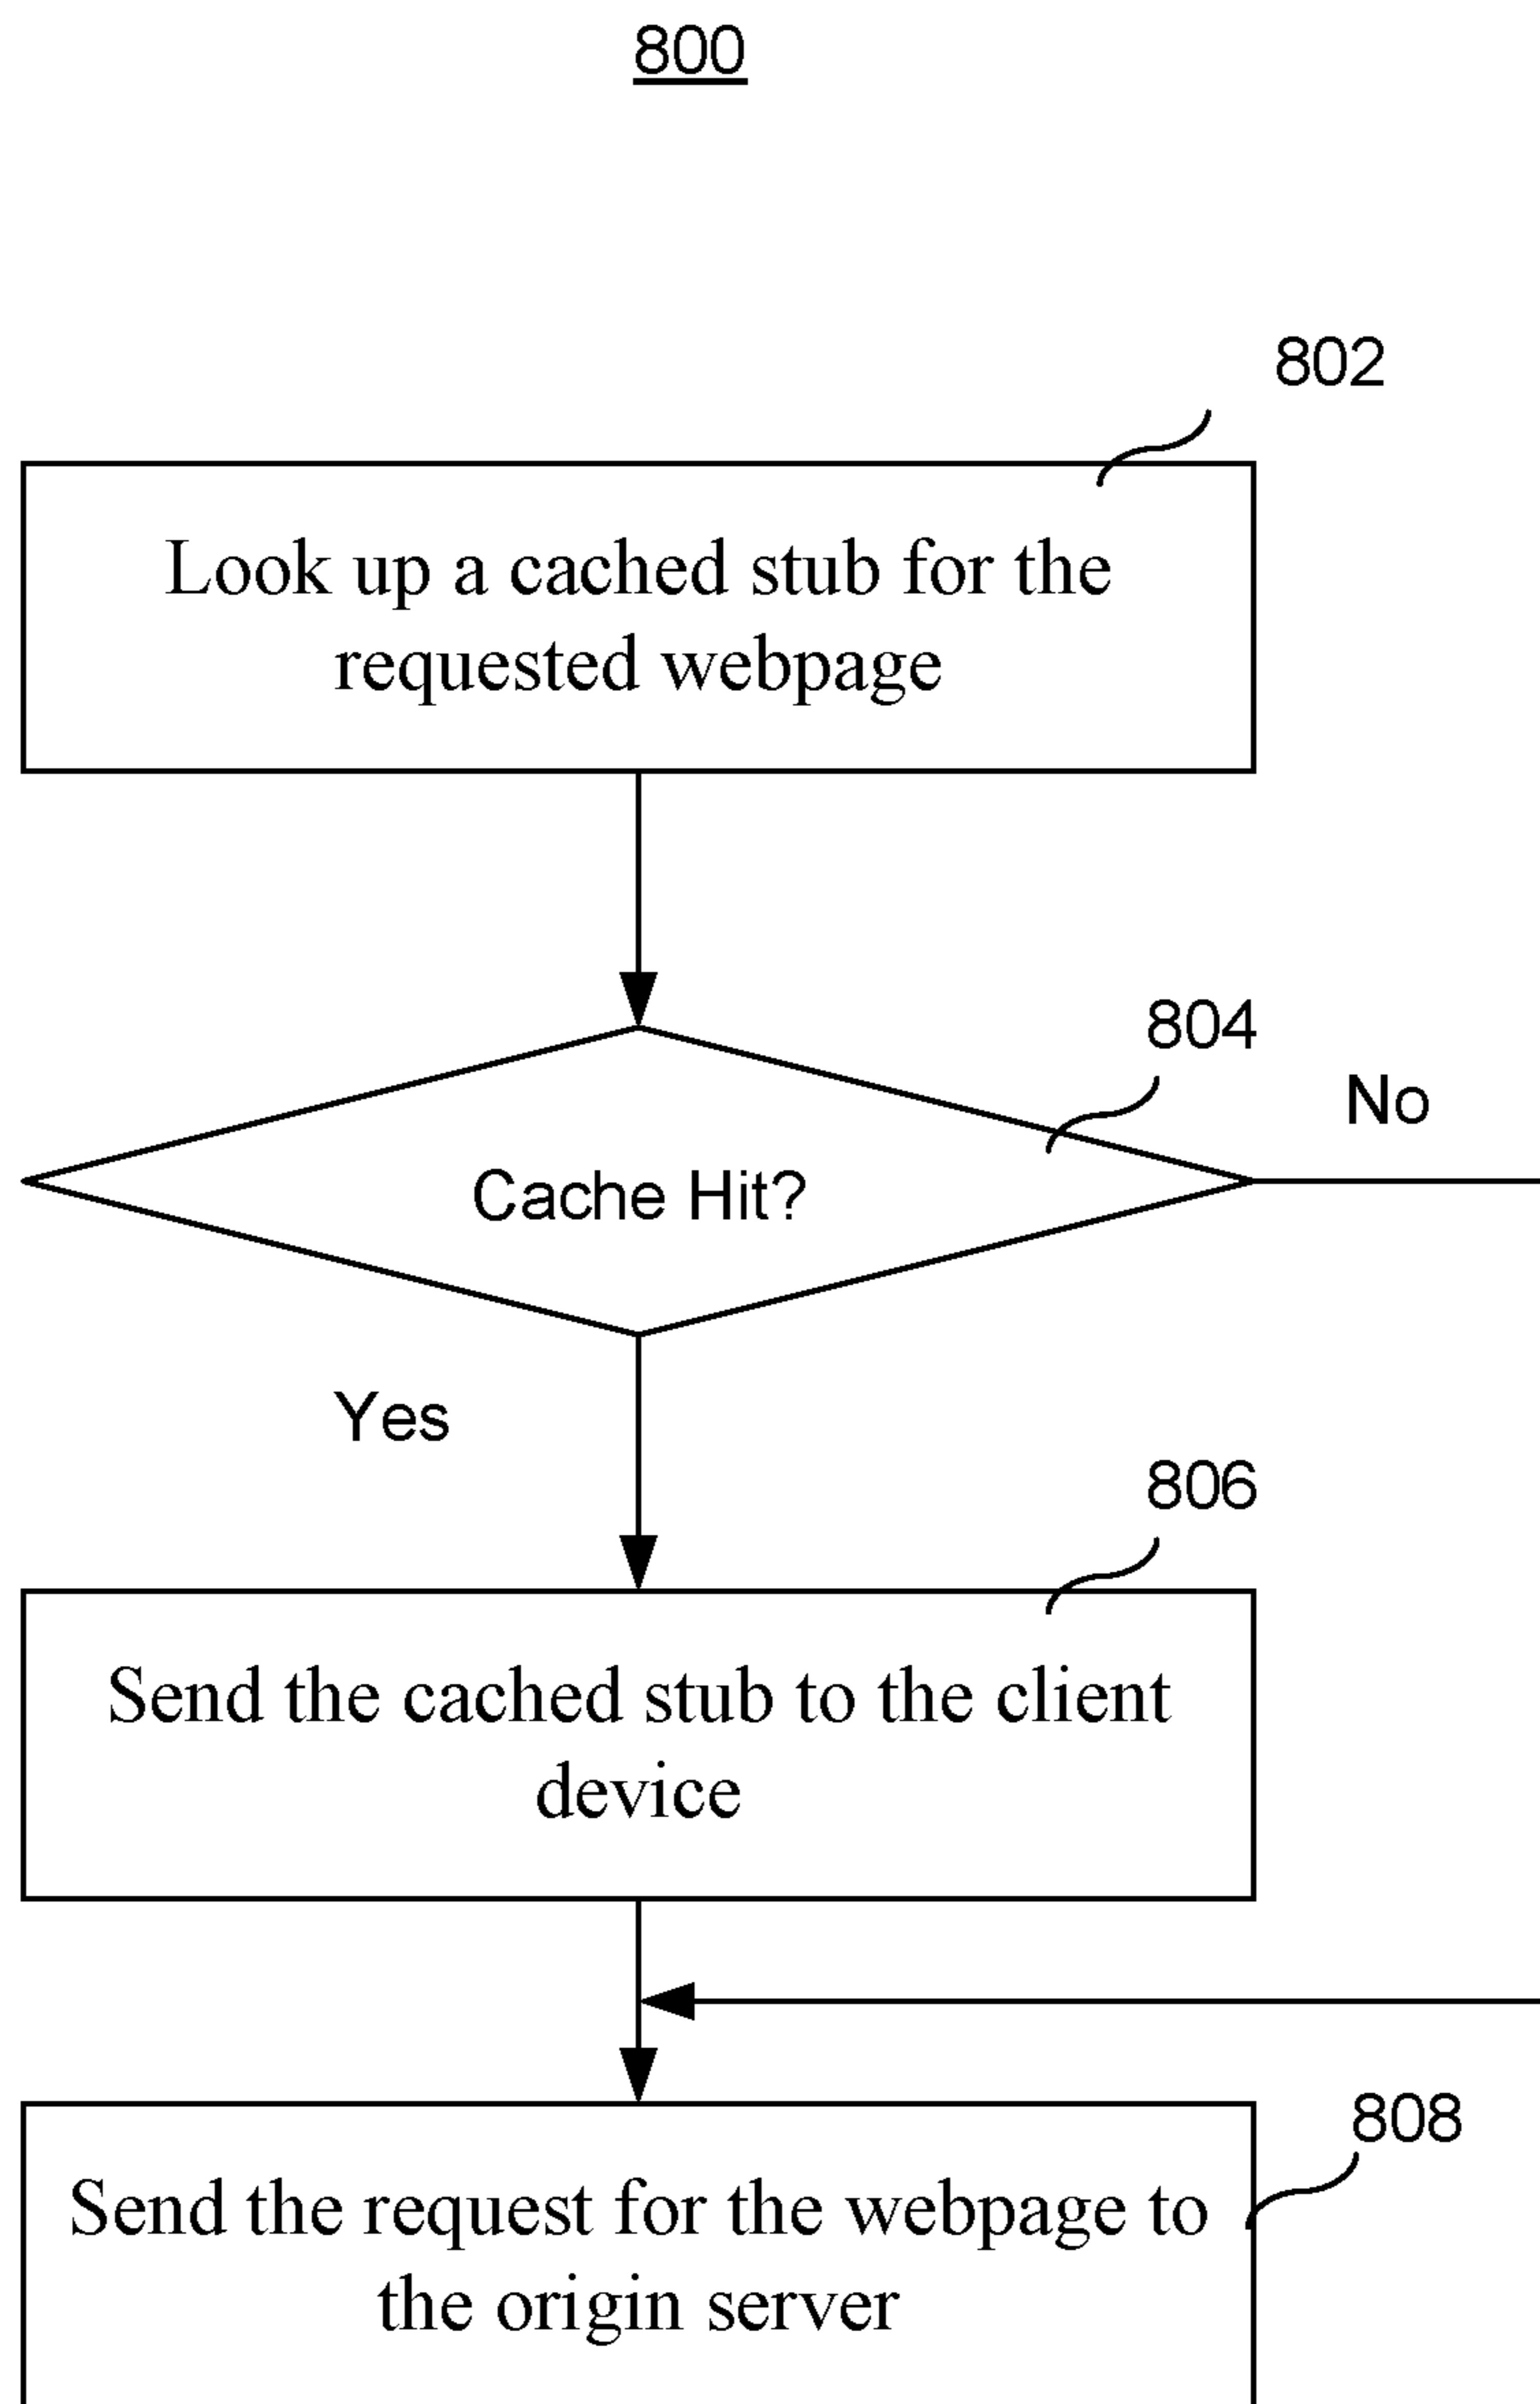 800
802
Look up a cached stub for the
requested webpage
804
No
Cache Hit?
Yes
806
Send the cached stub to the client
device
808
Send the request for the webpage to
the origin server